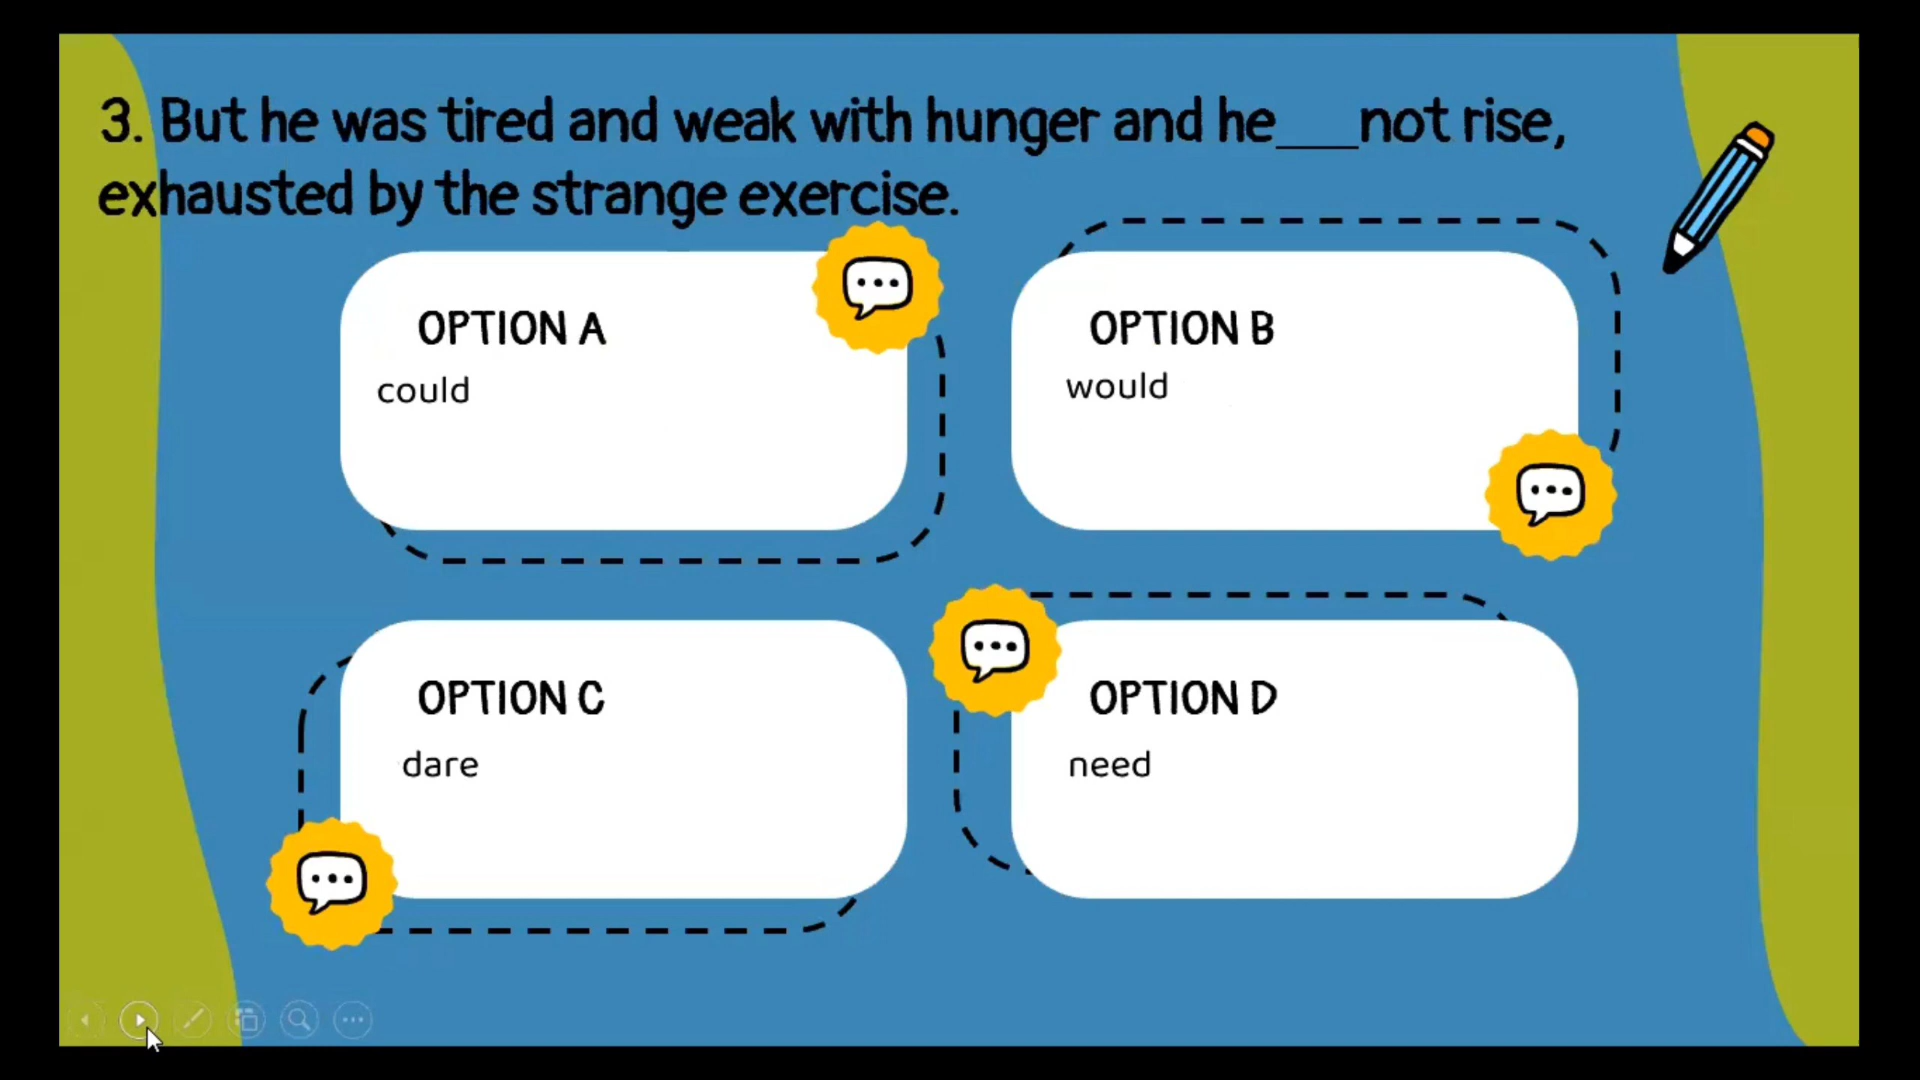 3. But he was tired and weak with hunger and he___not rise,
exhausted by the strange exercise.
OPTION A
could
OPTION B
would
OPTION C
dare
OPTION D
need